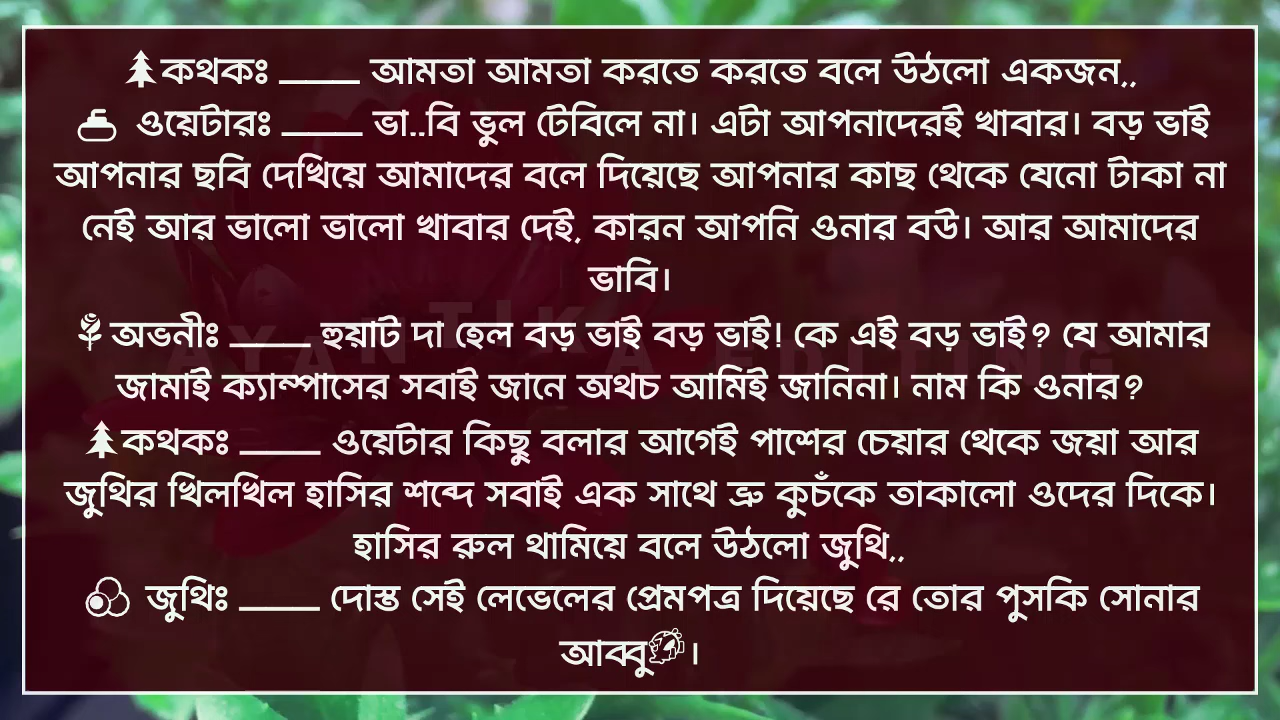 🌲কথকঃ ____ আমতা আমতা করতে করতে বলে উঠলো একজন,,
ওয়েটারঃ ____ ভা..বি ভুল টেবিলে না। এটা আপনাদেরই খাবার। বড় ভাই
আপনার ছবি দেখিয়ে আমাদের বলে দিয়েছে আপনার কাছ থেকে যেনো টাকা না
নেই আর ভালো ভালো খাবার দেই, কারন আপনি ওনার বউ। আর আমাদের
ভাবি।
🌹অভনীঃ ____ হুয়াট দা হেল বড় ভাই বড় ভাই! কে এই বড় ভাই? যে আমার
জামাই ক্যাম্পাসের সবাই জানে অথচ আমিই জানিনা। নাম কি ওনার?
AYANTIKA EDITING
🌲কথকঃ ____ ওয়েটার কিছু বলার আগেই পাশের চেয়ার থেকে জয়া আর
জুথির খিলখিল হাসির শব্দে সবাই এক সাথে ভ্রু কুচঁকে তাকালো ওদের দিকে।
হাসির রুল থামিয়ে বলে উঠলো জুথি,,
জুথিঃ ____ দোস্ত সেই লেভেলের প্রেমপত্র দিয়েছে রে তোর পুসকি সোনার
আব্বু।